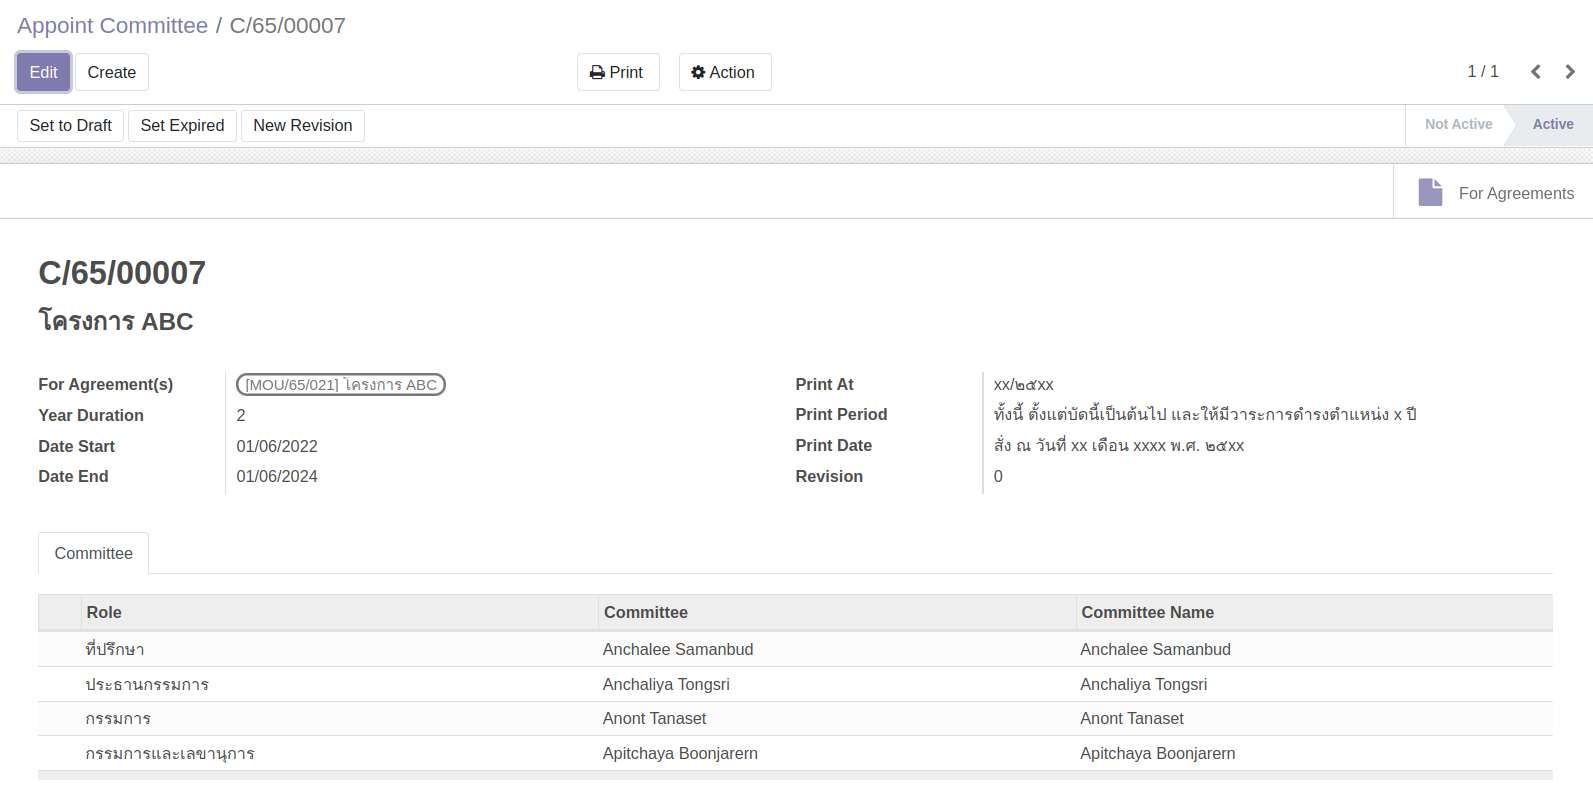 Appoint Committee / C/65/00007
Edit Create Print Action 1 / 1
Set to Draft Set Expired New Revision Not Active Active
For Agreements
C/65/00007
โครงการ ABC
For Agreement(s) [MOU/65/021] โครงการ ABC
Year Duration 2
Date Start 01/06/2022
Date End 01/06/2024
Print At xx/๒๕xx
Print Period ทั้งนี้ ตั้งแต่บัดนี้เป็นต้นไป และให้มีวาระการดำรงตำแหน่ง x ปี
Print Date สั่ง ณ วันที่ xx เดือน xxxx พ.ศ. ๒๕xx
Revision 0
Committee
Role Committee Committee Name
ที่ปรึกษา Anchalee Samanbud Anchalee Samanbud
ประธานกรรมการ Anchaliya Tongsri Anchaliya Tongsri
กรรมการ Anont Tanaset Anont Tanaset
กรรมการและเลขานุการ Apitchaya Boonjarern Apitchaya Boonjarern